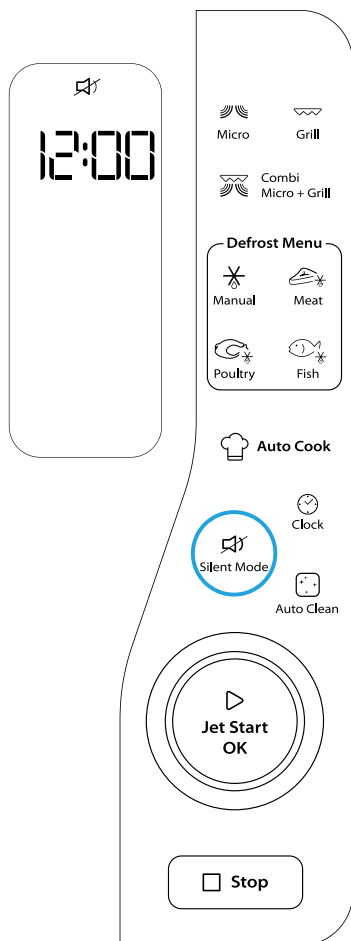 12:00
Micro
Grill
Combi
Micro + Grill
Defrost Menu
Manual
Meat
Poultry
Fish
Auto Cook
Clock
Silent Mode
Auto Clean
Jet Start
OK
Stop